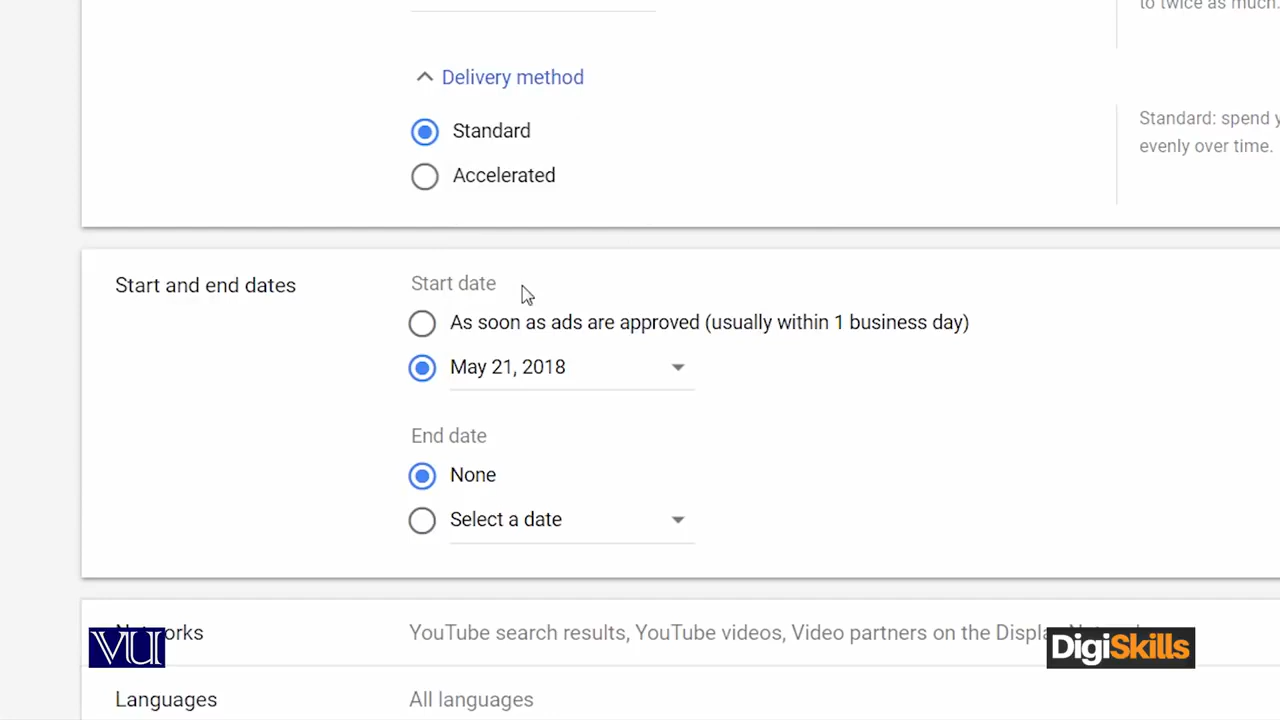 to twice as much.
Delivery method
Standard
Standard: spend
evenly over time.
Accelerated
Start and end dates
Start date
As soon as ads are approved (usually within 1 business day)
May 21, 2018
End date
None
Select a date
YouTube search results, YouTube videos, Video partners on the
VU
DigiSkills
Languages
All languages